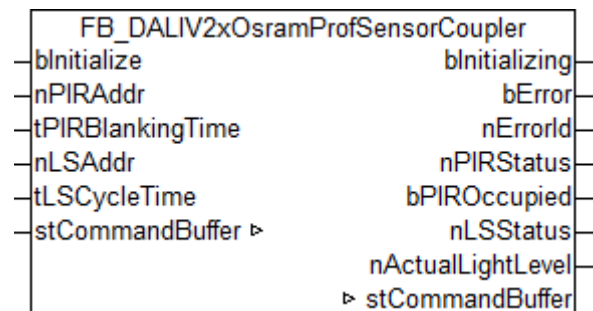 FB_DALIV2xOsramProfSensorCoupler
bInitialize bInitializing
nPIRAddr bError
tPIRBlankingTime nErrorId
nLSAddr nPIRStatus
tLSCycleTime bPIROccupied
stCommandBuffer ▹ nLSStatus
nActualLightLevel
▹ stCommandBuffer